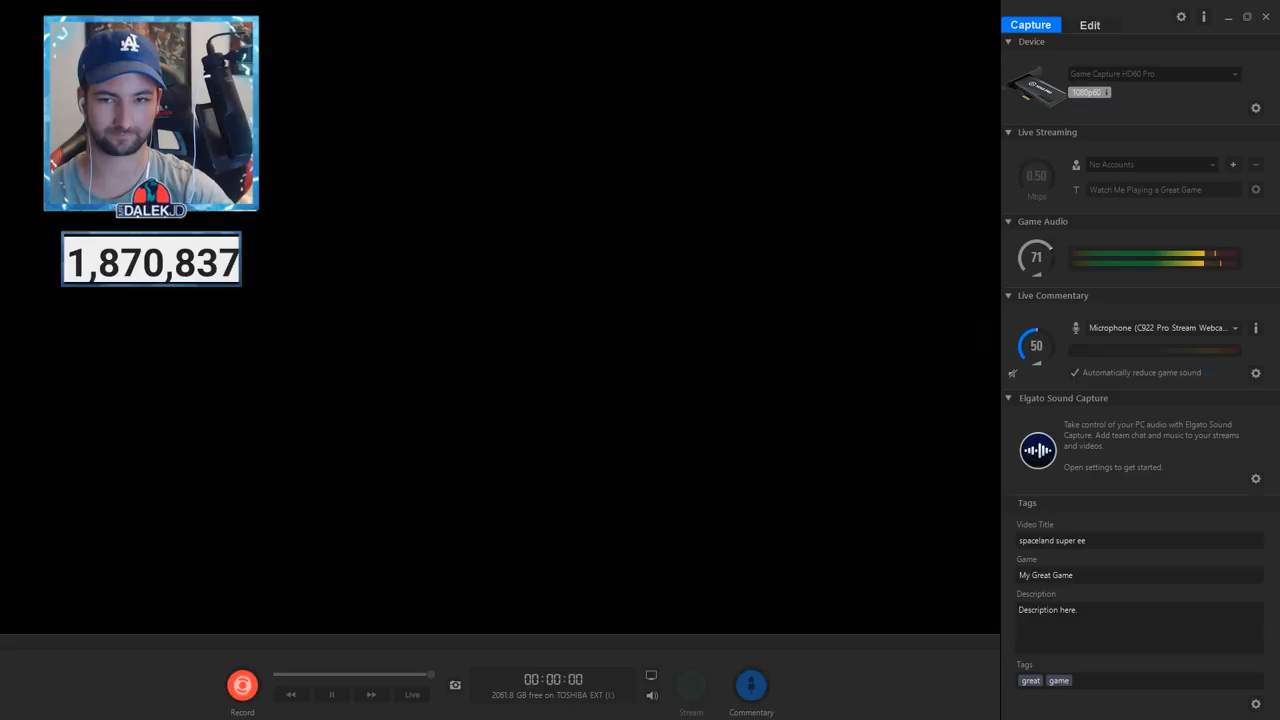 Capture
Edit
Device
Game Capture HD60 Pro
1080p60
Live Streaming
0.50
Mbps
No Accounts
Watch Me Playing a Great Game
Game Audio
71
Live Commentary
Microphone (C922 Pro Stream Webca...
50
Automatically reduce game sound
Elgato Sound Capture
Take control of your PC audio with Elgato Sound
Capture. Add team chat and music to your streams
and videos.
Open settings to get started.
Tags
Video Title
spaceland super ee
Game
My Great Game
Description
Description here.
Tags
great game
DALEKJD
1,870,837
Record
Live
00:00:00
2061.8 GB free on TOSHIBA EXT (I:)
Stream
Commentary